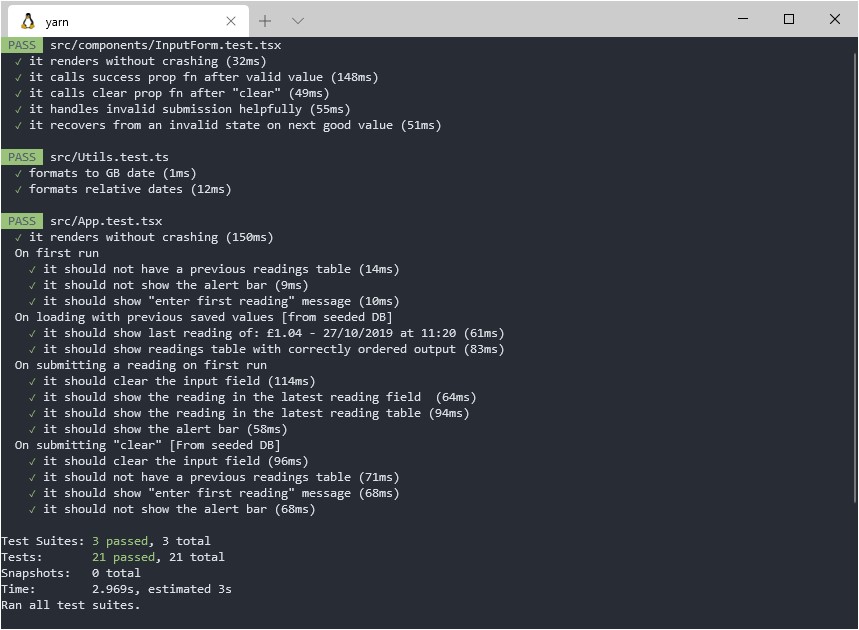 yarn
PASS src/components/InputForm.test.tsx
✓ it renders without crashing (32ms)
✓ it calls success prop fn after valid value (148ms)
✓ it calls clear prop fn after "clear" (49ms)
✓ it handles invalid submission helpfully (55ms)
✓ it recovers from an invalid state on next good value (51ms)
PASS src/Utils.test.ts
✓ formats to GB date (1ms)
✓ formats relative dates (12ms)
PASS src/App.test.tsx
✓ it renders without crashing (150ms)
On first run
✓ it should not have a previous readings table (14ms)
✓ it should not show the alert bar (9ms)
✓ it should show "enter first reading" message (10ms)
On loading with previous saved values [from seeded DB]
✓ it should show last reading of: £1.04 - 27/10/2019 at 11:20 (61ms)
✓ it should show readings table with correctly ordered output (83ms)
On submitting a reading on first run
✓ it should clear the input field (114ms)
✓ it should show the reading in the latest reading field  (64ms)
✓ it should show the reading in the latest reading table (94ms)
✓ it should show the alert bar (58ms)
On submitting "clear" [From seeded DB]
✓ it should clear the input field (96ms)
✓ it should not have a previous readings table (71ms)
✓ it should show "enter first reading" message (68ms)
✓ it should not show the alert bar (68ms)
Test Suites: 3 passed, 3 total
Tests:       21 passed, 21 total
Snapshots:   0 total
Time:        2.969s, estimated 3s
Ran all test suites.